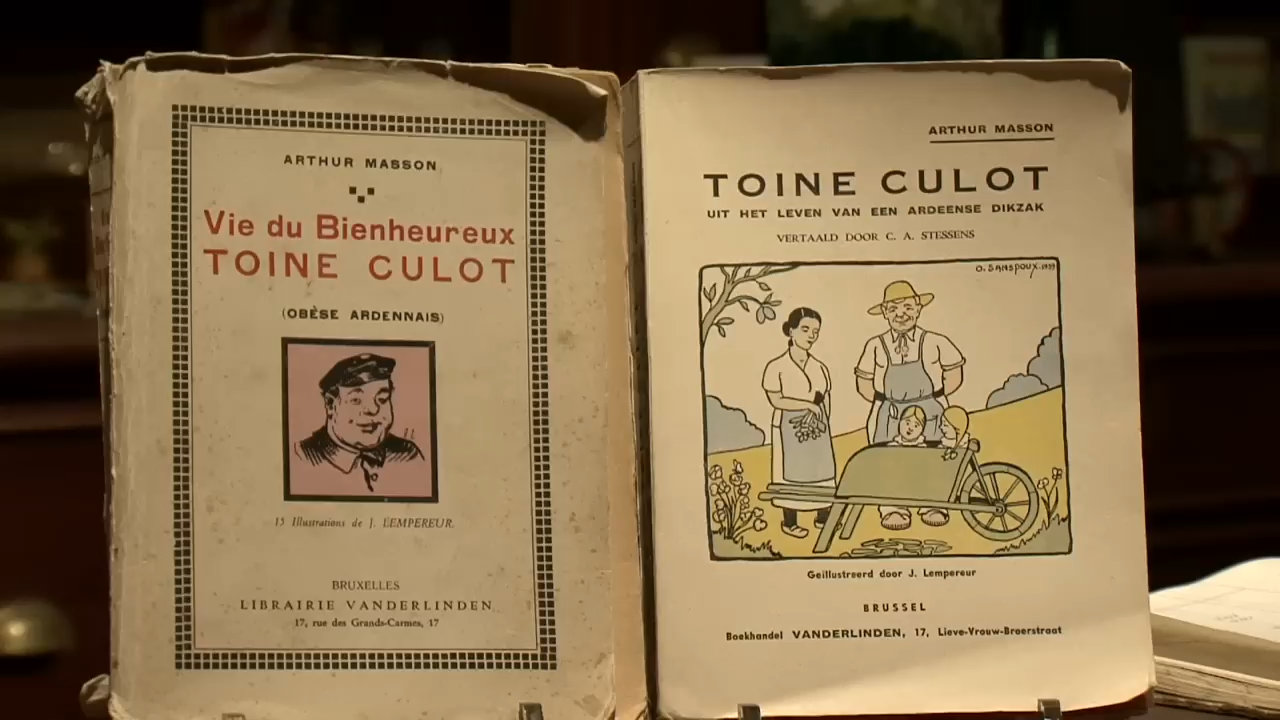 ARTHUR MASSON
Vie du Bienheureux
TOINE CULOT
(OBÈSE ARDENNAIS)
15 Illustrations de J. LEMPEREUR.
BRUXELLES
LIBRAIRIE VANDERLINDEN
17, rue des Grands-Carmes, 17
ARTHUR MASSON
TOINE CULOT
UIT HET LEVEN VAN EEN ARDEENSE DIKZAK
VERTAALD DOOR C. A. STESSENS
O. SANSPOUX. 1939
Geïllustreerd door J. Lempereur
BRUSSEL
Boekhandel VANDERLINDEN, 17, Lieve-Vrouw-Broerstraat